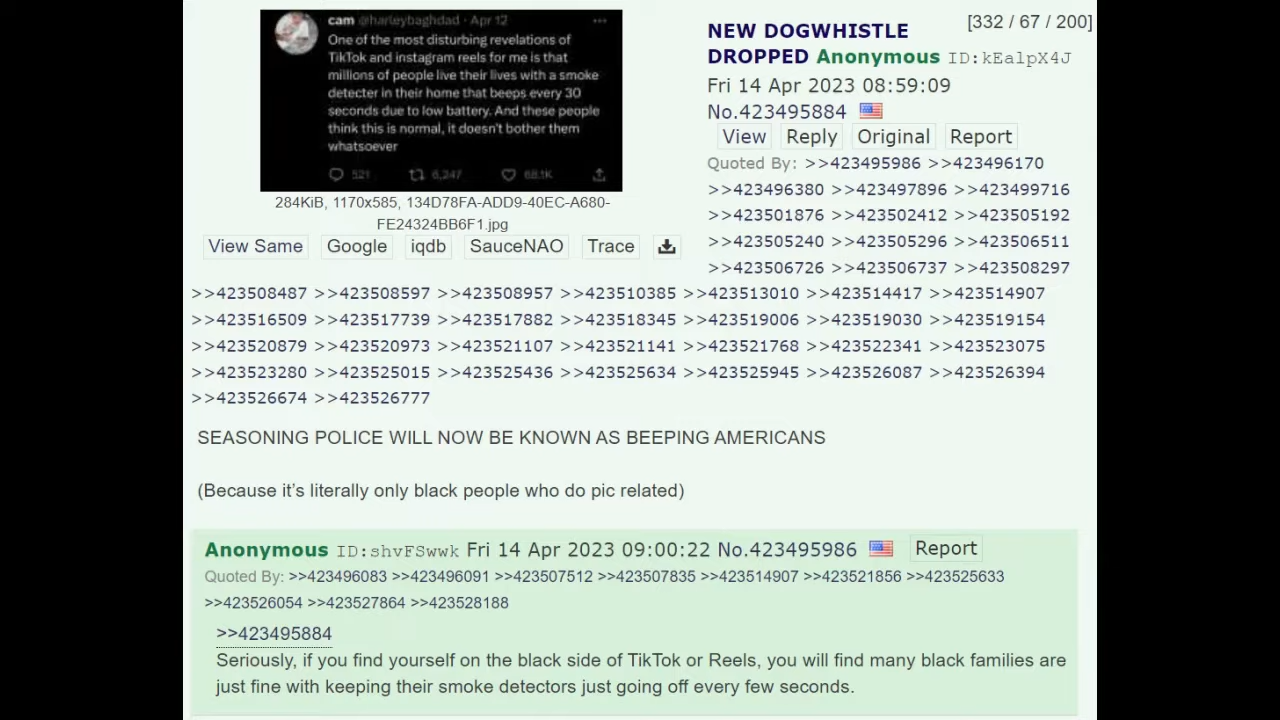 cam @harleybaghdad · Apr 12
One of the most disturbing revelations of
TikTok and instagram reels for me is that
millions of people live their lives with a smoke
detecter in their home that beeps every 30
seconds due to low battery. And these people
think this is normal, it doesn't bother them
whatsoever
521 6,247 68.1K
284KiB, 1170x585, 134D78FA-ADD9-40EC-A680-
FE24324BB6F1.jpg
View Same Google iqdb SauceNAO Trace
[332 / 67 / 200]
NEW DOGWHISTLE
DROPPED Anonymous ID:kEalpX4J
Fri 14 Apr 2023 08:59:09
No.423495884
View Reply Original Report
Quoted By: >>423495986 >>423496170
>>423496380 >>423497896 >>423499716
>>423501876 >>423502412 >>423505192
>>423505240 >>423505296 >>423506511
>>423506726 >>423506737 >>423508297
>>423508487 >>423508597 >>423508957 >>423510385 >>423513010 >>423514417 >>423514907
>>423516509 >>423517739 >>423517882 >>423518345 >>423519006 >>423519030 >>423519154
>>423520879 >>423520973 >>423521107 >>423521141 >>423521768 >>423522341 >>423523075
>>423523280 >>423525015 >>423525436 >>423525634 >>423525945 >>423526087 >>423526394
>>423526674 >>423526777
SEASONING POLICE WILL NOW BE KNOWN AS BEEPING AMERICANS
(Because it's literally only black people who do pic related)
Anonymous ID:shvFSwwk Fri 14 Apr 2023 09:00:22 No.423495986 Report
Quoted By: >>423496083 >>423496091 >>423507512 >>423507835 >>423514907 >>423521856 >>423525633
>>423526054 >>423527864 >>423528188
>>423495884
Seriously, if you find yourself on the black side of TikTok or Reels, you will find many black families are
just fine with keeping their smoke detectors just going off every few seconds.